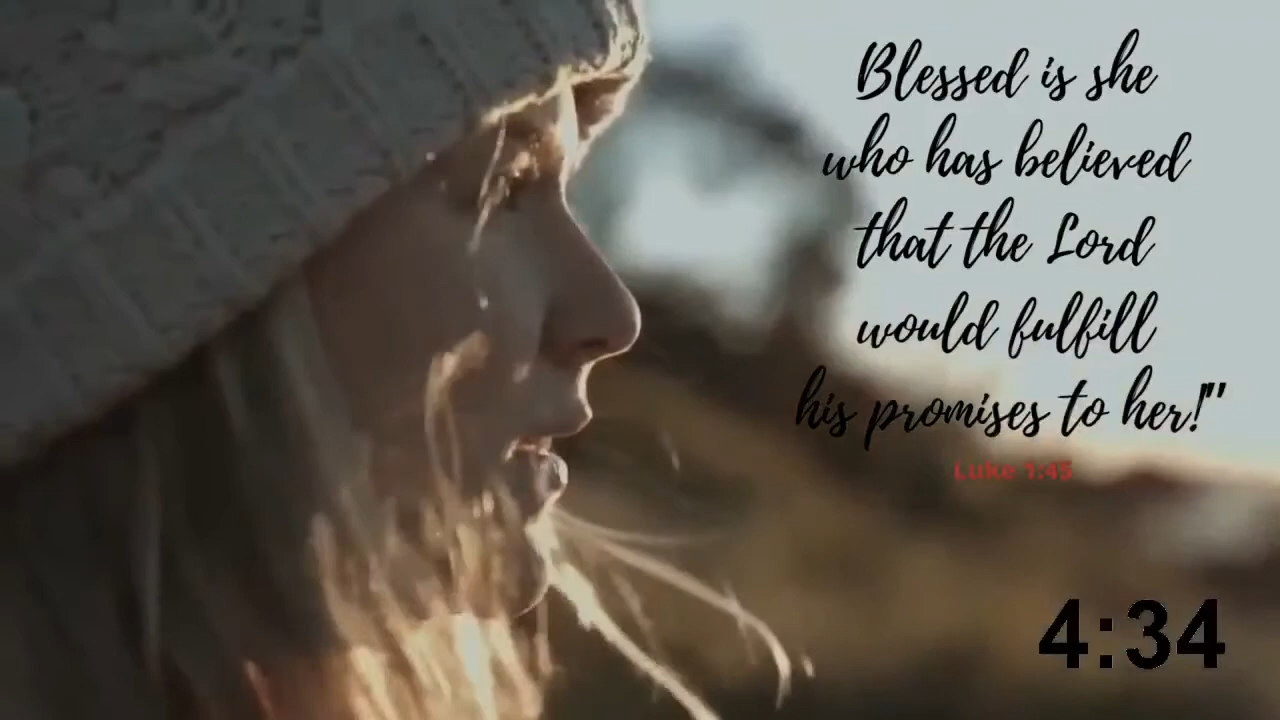 Blessed is she
who has believed
that the Lord
would fulfill
his promises to her!"
Luke 1:45
4:34